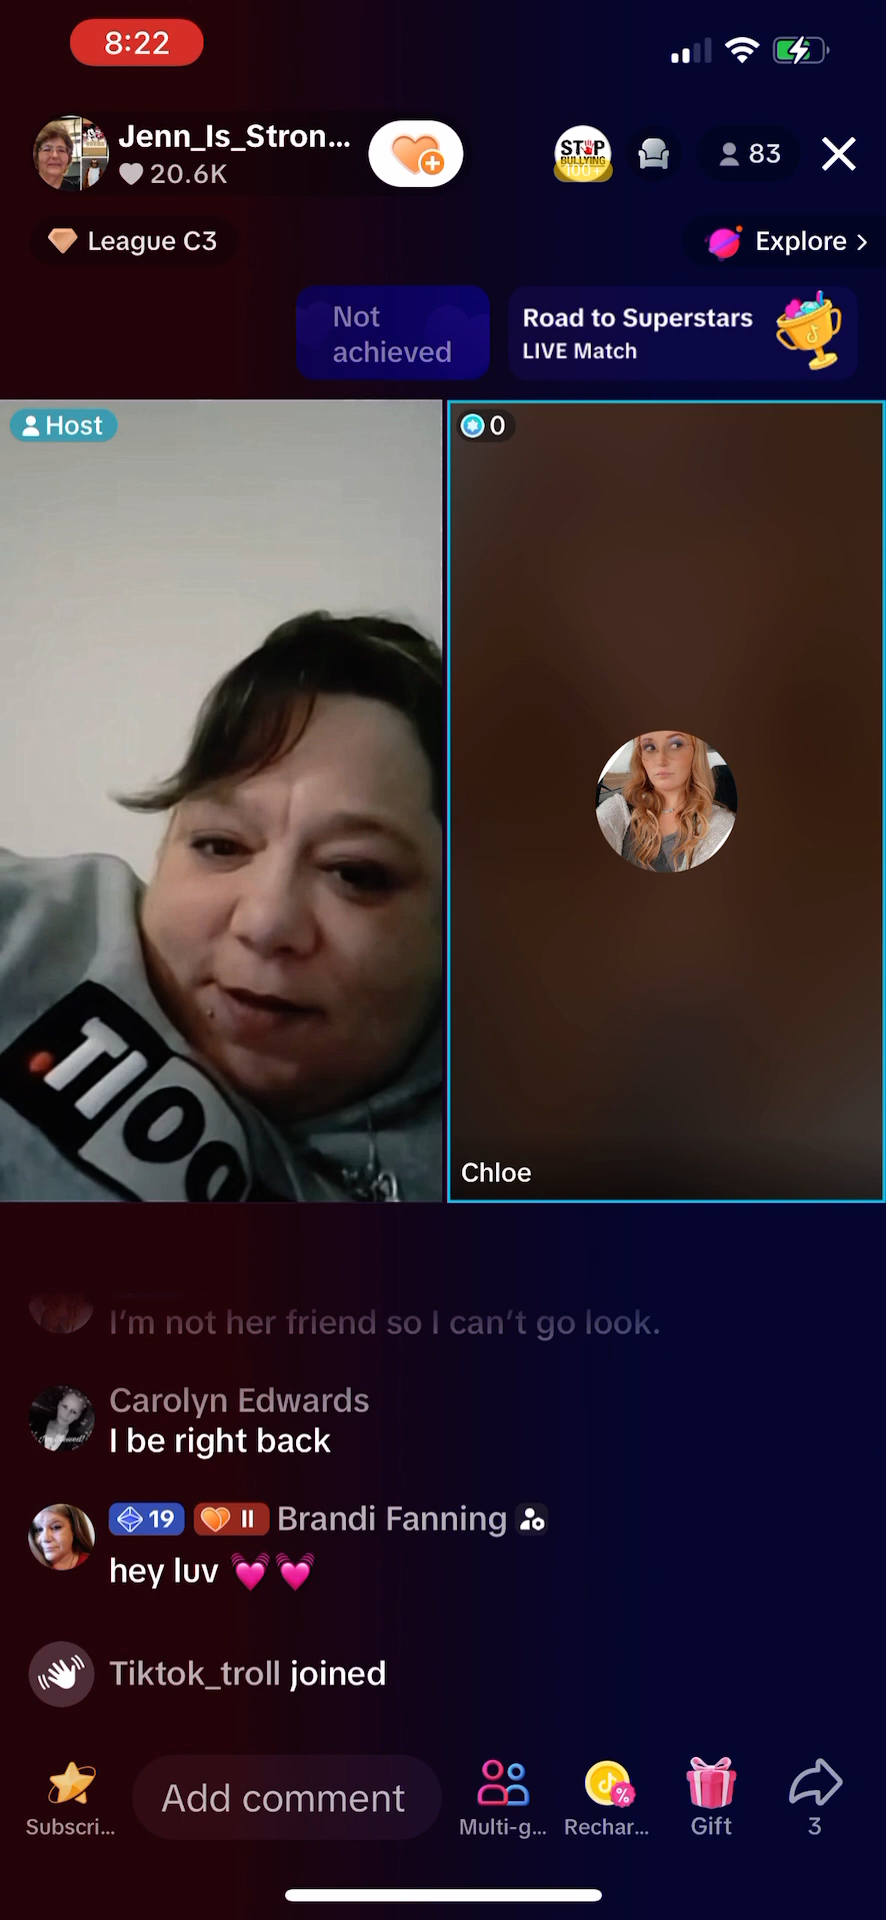 8:22
Jenn_Is_Stron...
20.6K
STOP
BULLYING
100+
83
League C3
Explore >
Not
achieved
Road to Superstars
LIVE Match
Host
0
Chloe
I’m not her friend so I can’t go look.
Carolyn Edwards
I be right back
19 II Brandi Fanning
hey luv 💓💓
Tiktok_troll joined
Add comment
Subscri...
Multi-g...
Rechar...
Gift
3